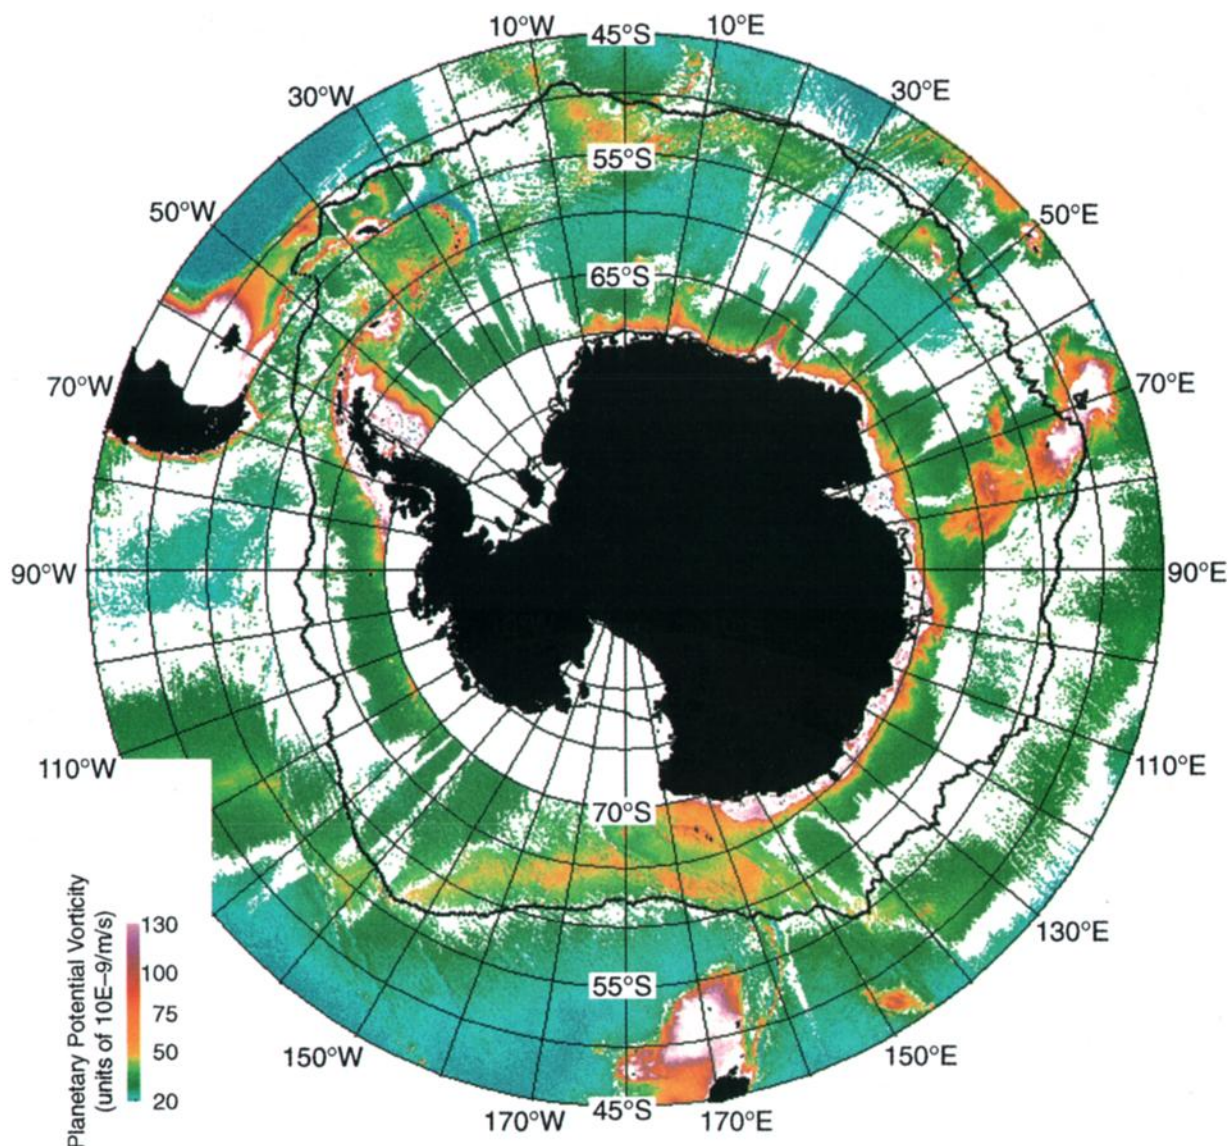 10°W
45°S
10°E
30°W
30°E
55°S
50°W
50°E
65°S
70°W
70°E
90°W
90°E
110°W
110°E
70°S
Planetary Potential Vorticity
(units of 10E–9/m/s)
130
100
75
50
20
130°E
55°S
150°W
150°E
170°W
45°S
170°E